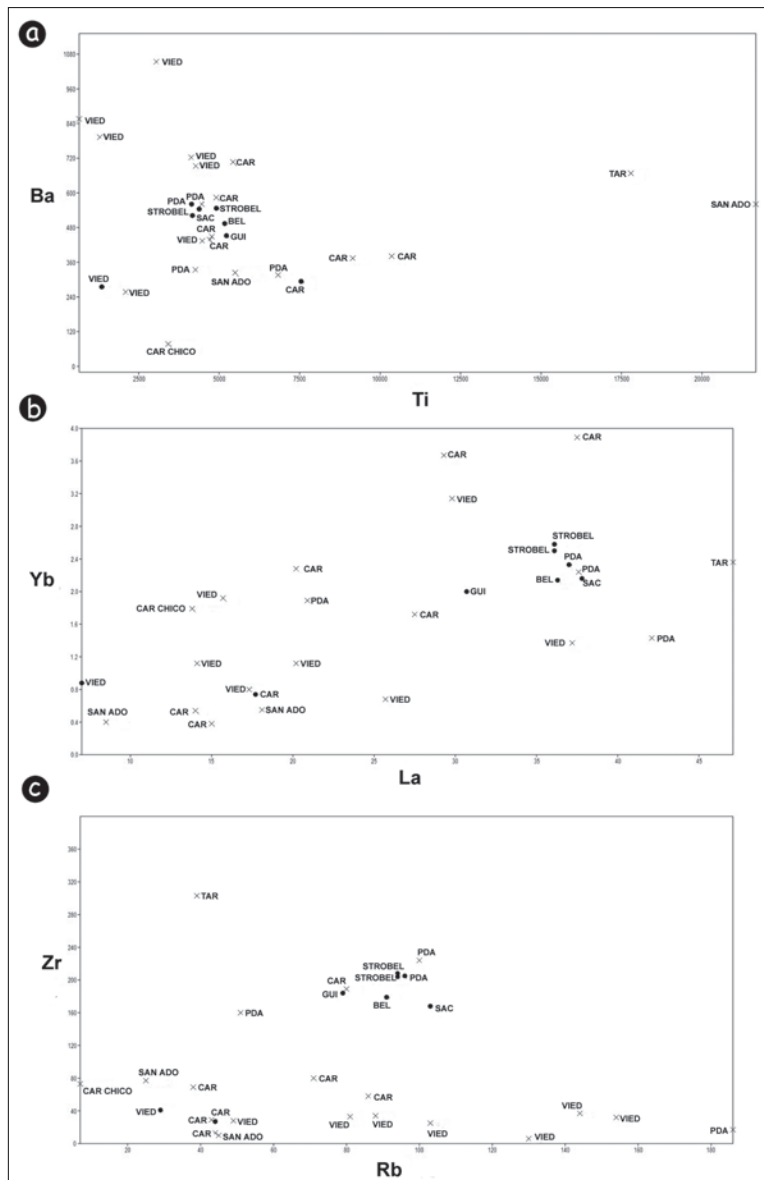 a
1080
VIED
960
VIED
840
VIED
VIED
720
VIED
CAR
TAR
PDA
PDA
CAR
SAN ADO
Ba
600
STROBEL
STROBEL
SAC
BEL
480
CAR
GUI
VIED
CAR
CAR
CAR
360
PDA
PDA
SAN ADO
VIED
CAR
240
VIED
120
CAR CHICO
0
2500
5000
7500
10000
12500
15000
17500
20000
Ti
b
4.0
CAR
3.6
CAR
3.2
VIED
2.8
STROBEL
STROBEL
2.4
PDA
TAR
CAR
PDA
Yb
BEL
SAC
2.0
GUI
VIED
PDA
CAR CHICO
CAR
1.6
VIED
PDA
1.2
VIED
VIED
VIED
0.8
VIED
CAR
VIED
SAN ADO
CAR
SAN ADO
0.4
CAR
0.0
10
15
20
25
30
35
40
45
La
c
360
320
TAR
280
240
PDA
Zr
STROBEL
STROBEL
PDA
200
CAR
GUI
BEL
SAC
160
PDA
120
80
SAN ADO
CAR
CAR CHICO
CAR
CAR
40
VIED
CAR
VIED
VIED
CAR
VIED
VIED
VIED
VIED
CAR
SAN ADO
VIED
PDA
0
20
40
60
80
100
120
140
160
180
Rb